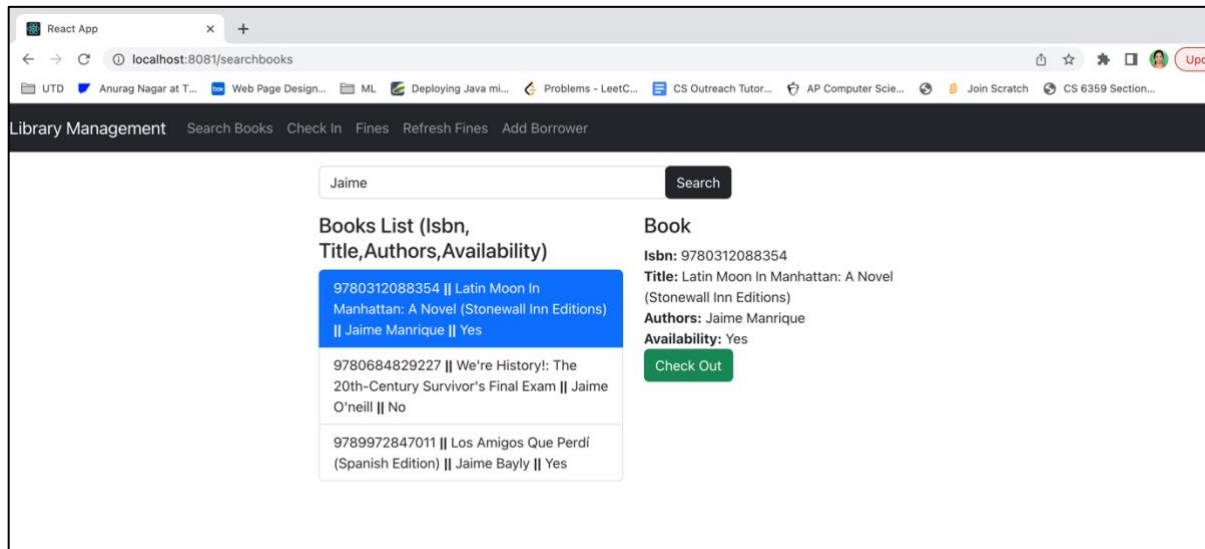 React App
localhost:8081/searchbooks
Upd
UTD Anurag Nagar at T... Web Page Design... ML Deploying Java mi... Problems - LeetC... CS Outreach Tutor... AP Computer Scie... Join Scratch CS 6359 Section...
Library Management Search Books Check In Fines Refresh Fines Add Borrower
Jaime Search
Books List (Isbn,
Title,Authors,Availability)
9780312088354 || Latin Moon In
Manhattan: A Novel (Stonewall Inn Editions)
|| Jaime Manrique || Yes
9780684829227 || We're History!: The
20th-Century Survivor's Final Exam || Jaime
O'neill || No
9789972847011 || Los Amigos Que Perdí
(Spanish Edition) || Jaime Bayly || Yes
Book
Isbn: 9780312088354
Title: Latin Moon In Manhattan: A Novel
(Stonewall Inn Editions)
Authors: Jaime Manrique
Availability: Yes
Check Out